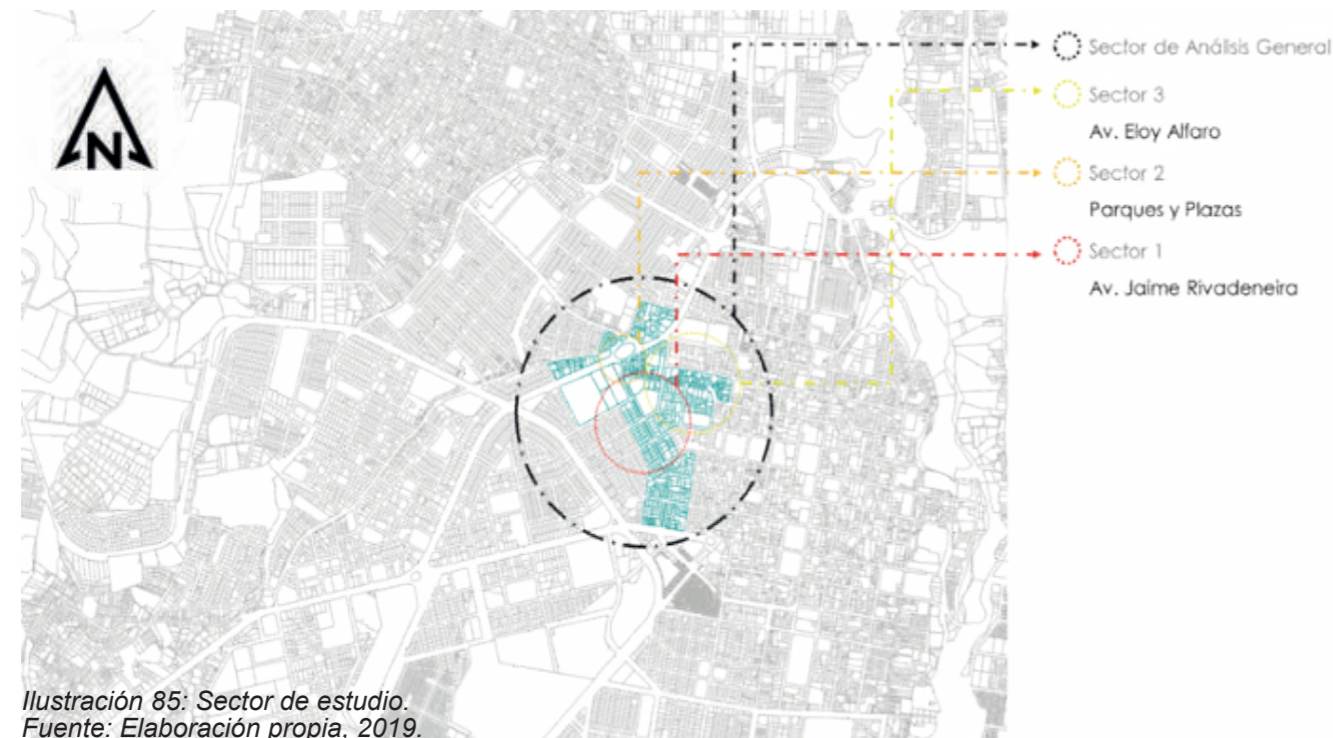 N
Sector de Análisis General
Sector 3
Av. Eloy Alfaro
Sector 2
Parques y Plazas
Sector 1
Av. Jaime Rivadeneira
Ilustración 85: Sector de estudio.
Fuente: Elaboración propia, 2019.